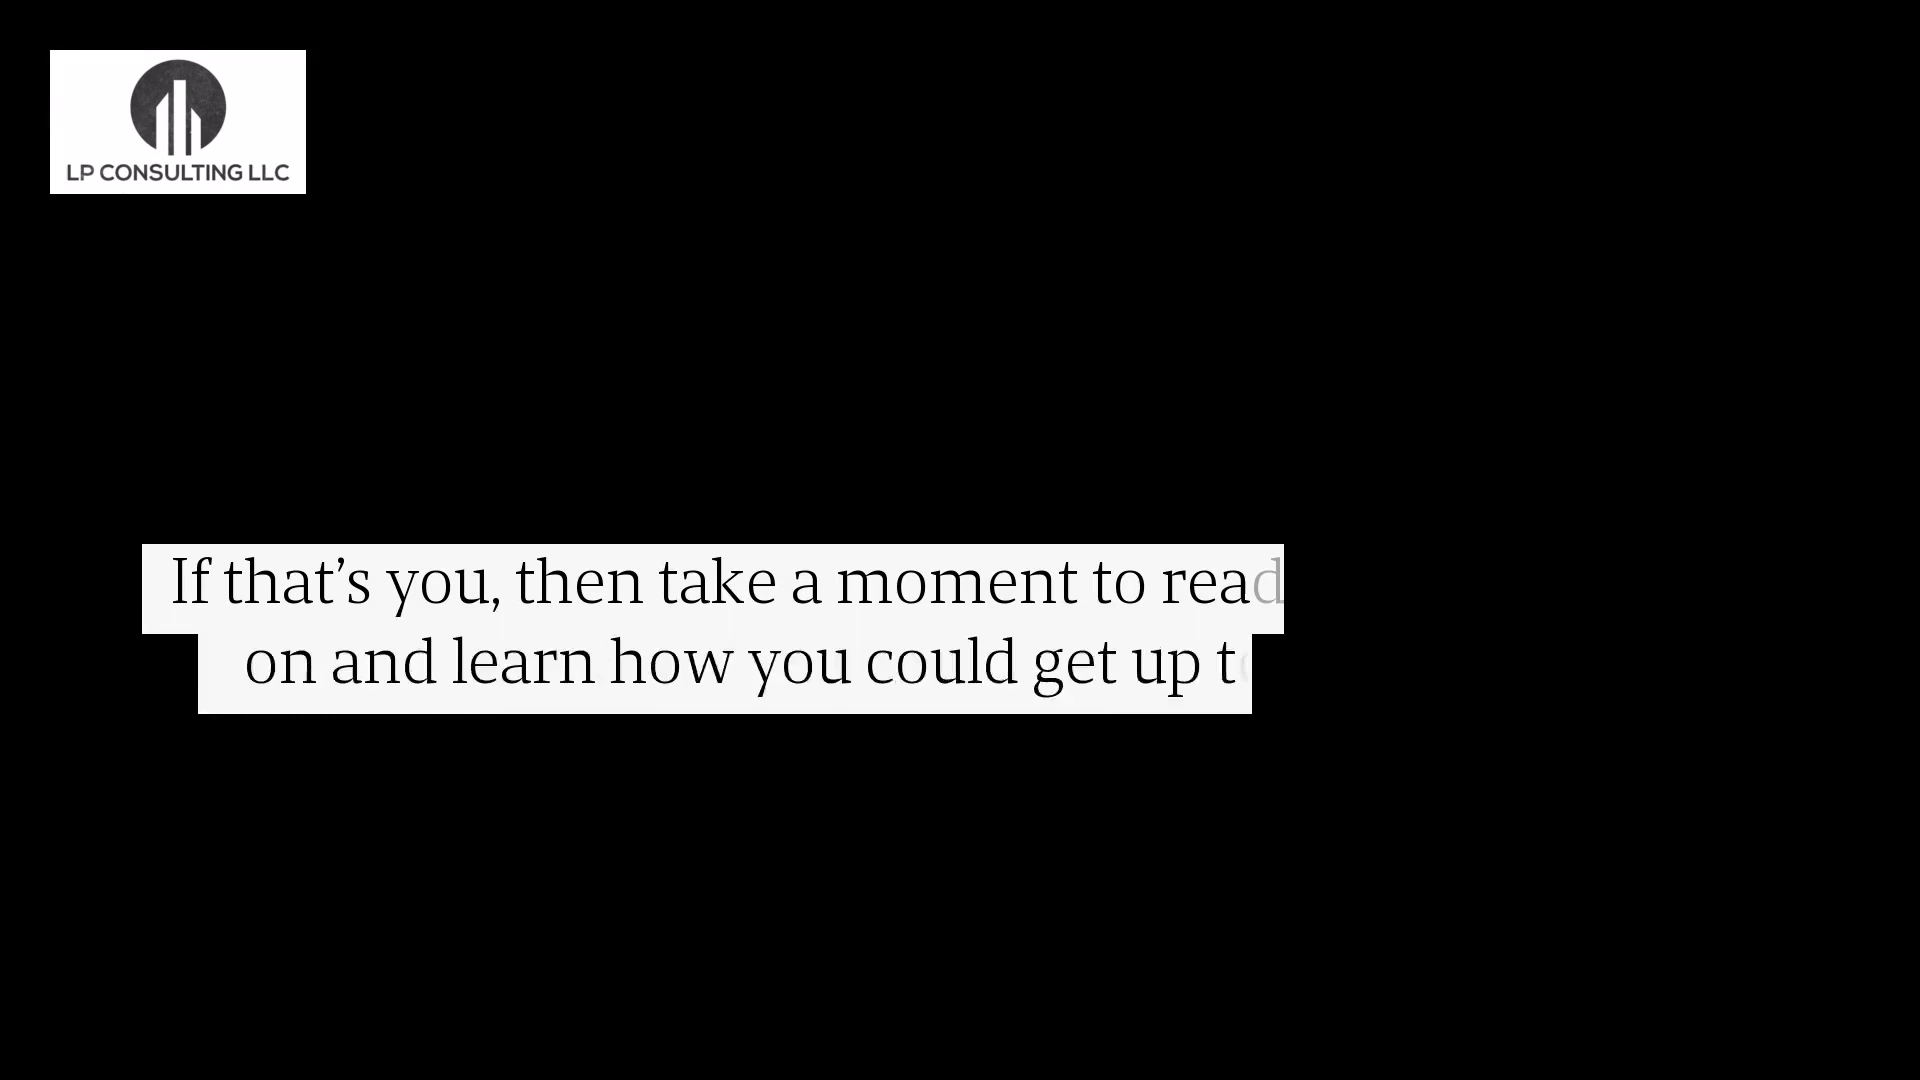 LP CONSULTING LLC
If that’s you, then take a moment to read
on and learn how you could get up